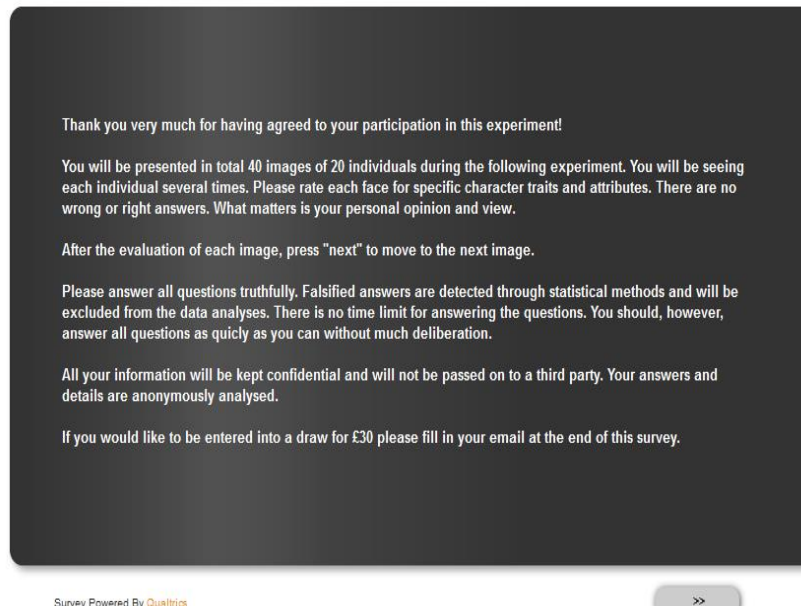 Thank you very much for having agreed to your participation in this experiment!
You will be presented in total 40 images of 20 individuals during the following experiment. You will be seeing
each individual several times. Please rate each face for specific character traits and attributes. There are no
wrong or right answers. What matters is your personal opinion and view.
After the evaluation of each image, press "next" to move to the next image.
Please answer all questions truthfully. Falsified answers are detected through statistical methods and will be
excluded from the data analyses. There is no time limit for answering the questions. You should, however,
answer all questions as quicly as you can without much deliberation.
All your information will be kept confidential and will not be passed on to a third party. Your answers and
details are anonymously analysed.
If you would like to be entered into a draw for £30 please fill in your email at the end of this survey.
Survey Powered By Qualtrics
>>